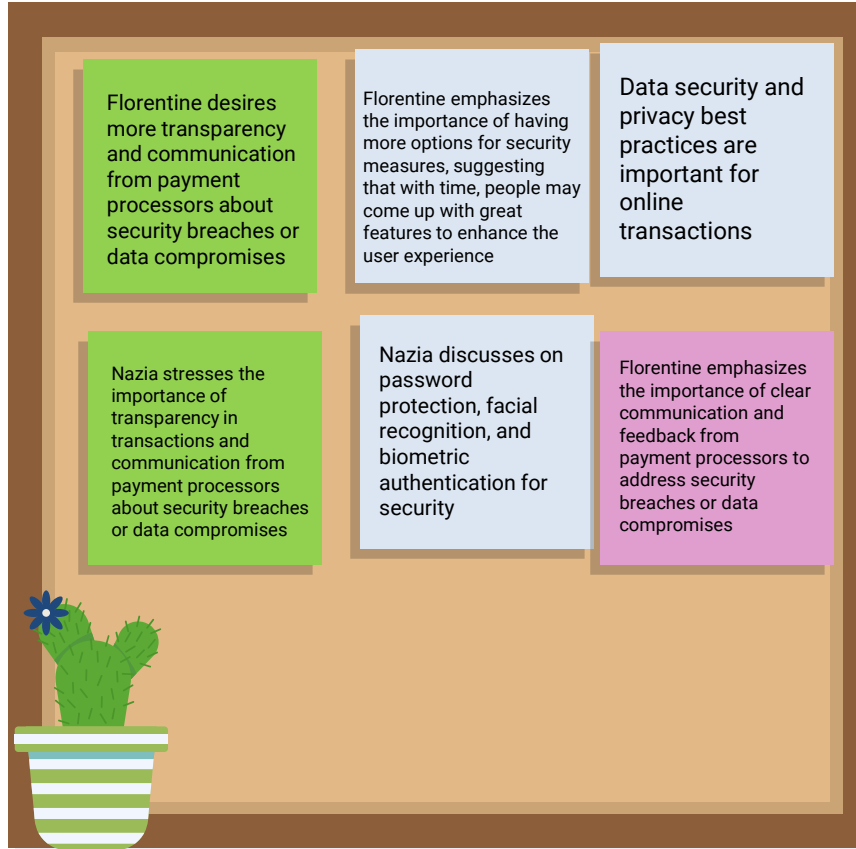 Florentine desires
more transparency
and communication
from payment
processors about
security breaches or
data compromises
Florentine emphasizes
the importance of having
more options for security
measures, suggesting
that with time, people may
come up with great
features to enhance the
user experience
Data security and
privacy best
practices are
important for
online
transactions
Nazia stresses the
importance of
transparency in
transactions and
communication from
payment processors
about security breaches
or data compromises
Nazia discusses on
password
protection, facial
recognition, and
biometric
authentication for
security
Florentine emphasizes
the importance of clear
communication and
feedback from
payment processors to
address security
breaches or data
compromises